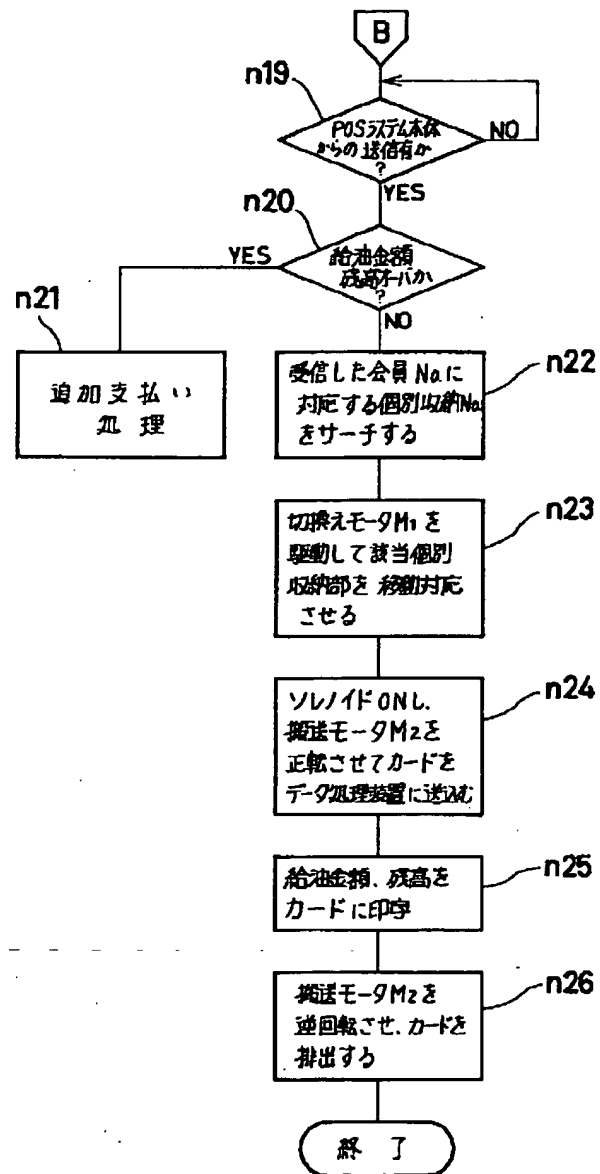 B
n19
POSシステム本体
からの送信有か
?
NO
YES
n20
給油金額
残高オーバか
?
YES
NO
n21
追加支払い
処理
n22
受信した会員Noに
対応する個別収納No
をサーチする
n23
切換えモータM1を
駆動して該当個別
収納部を移動対応
させる
n24
ソレノイドONし、
搬送モータM2を
正転させてカードを
データ処理装置に送込む
n25
給油金額、残高を
カードに印字
n26
搬送モータM2を
逆回転させ、カードを
排出する
終了